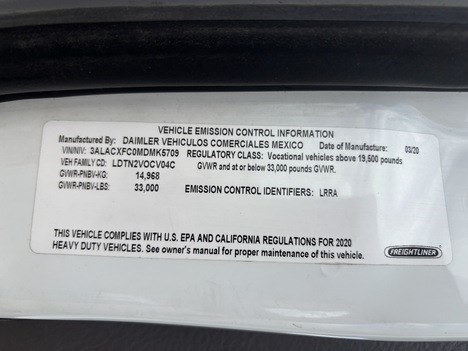 VEHICLE EMISSION CONTROL INFORMATION
Manufactured By: DAIMLER VEHICULOS COMERCIALES MEXICO Date of Manufacture: 03/20
VIN/NIV: 3ALACXFC0MDMK5709 REGULATORY CLASS: Vocational vehicles above 19,500 pounds
VEH FAMILY CD: LDTN2VOCV04C GVWR and at or below 33,000 pounds GVWR.
GVWR-PNBV-KG: 14,968
GVWR-PNBV-LBS: 33,000 EMISSION CONTROL IDENTIFIERS: LRRA
THIS VEHICLE COMPLIES WITH U.S. EPA AND CALIFORNIA REGULATIONS FOR 2020
HEAVY DUTY VEHICLES. See owner's manual for proper maintenance of this vehicle.
FREIGHTLINER